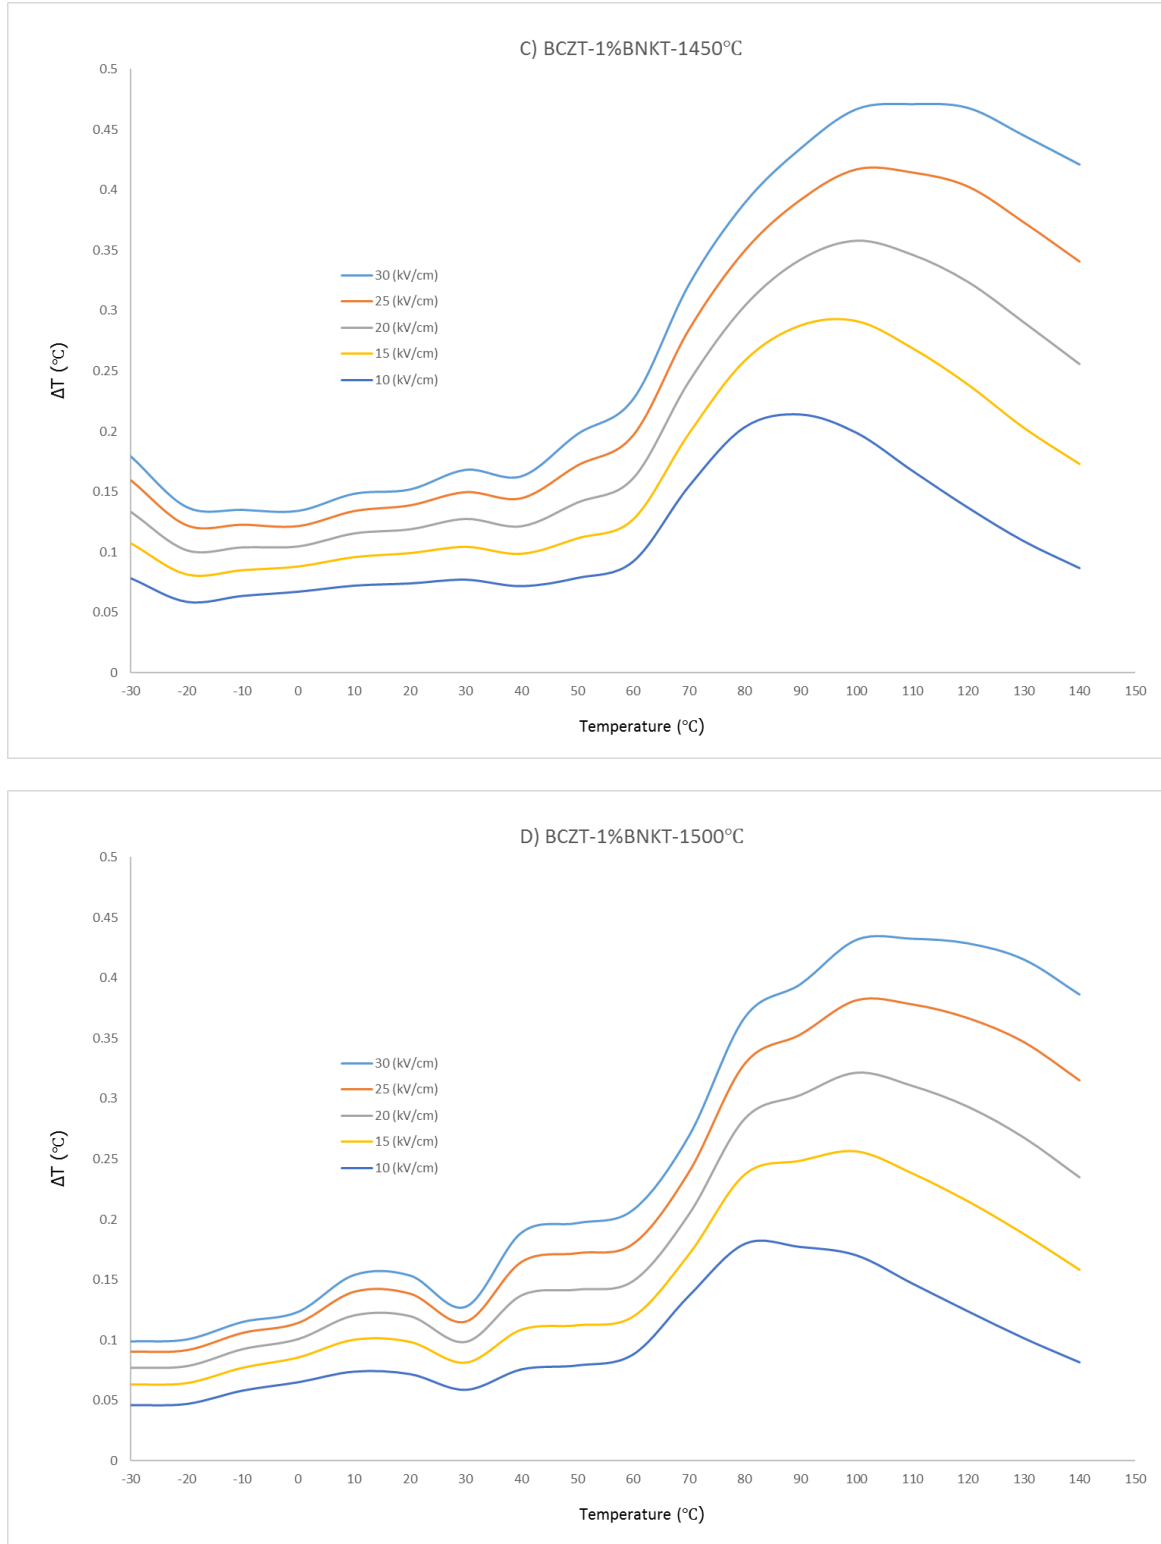 C) BCZT-1%BNKT-1450℃
0.5
0.45
0.4
0.35
0.3
0.25
0.2
0.15
0.1
0.05
0
ΔT (℃)
30 (kV/cm)
25 (kV/cm)
20 (kV/cm)
15 (kV/cm)
10 (kV/cm)
-30 -20 -10 0 10 20 30 40 50 60 70 80 90 100 110 120 130 140 150
Temperature (℃)
D) BCZT-1%BNKT-1500℃
0.5
0.45
0.4
0.35
0.3
0.25
0.2
0.15
0.1
0.05
0
ΔT (℃)
30 (kV/cm)
25 (kV/cm)
20 (kV/cm)
15 (kV/cm)
10 (kV/cm)
-30 -20 -10 0 10 20 30 40 50 60 70 80 90 100 110 120 130 140 150
Temperature (℃)